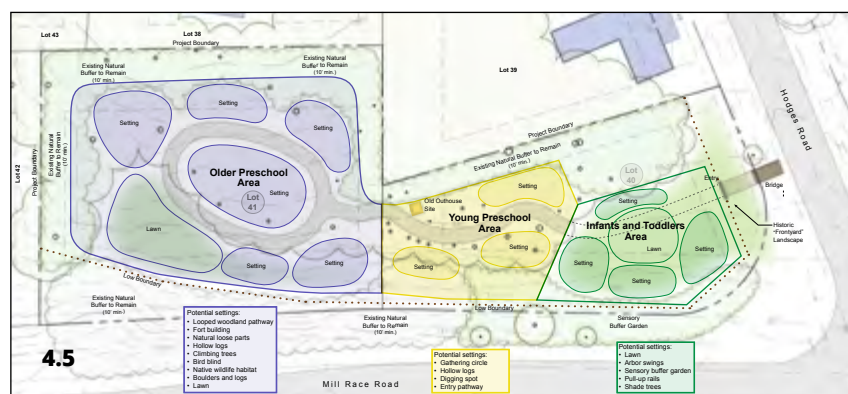 Lot 43
Lot 38
Project Boundary
Existing Natural
Buffer to Remain
(10' min.)
Existing Natural
Buffer to Remain
(10' min.)
Lot 39
Hodges Road
Setting
Setting
Setting
Project Boundary
Existing Natural Buffer to Remain
(10' min.)
Lot 42
Project Boundary
Existing Natural
Buffer to Remain
(10' min.)
Older Preschool
Area
Setting
Lot
41
Lot
40
Entry
Bridge
Setting
Old Outhouse
Site
Setting
Young Preschool
Area
Infants and Toddlers
Area
Historic
"Frontyard"
Landscape
Lawn
Setting
Lawn
Setting
Setting
Setting
Setting
Setting
Setting
Setting
Low Boundary
Low Boundary
Existing Natural
Buffer to Remain
(10' min.)
Existing Natural
Buffer to Remain
(10' min.)
Sensory
Buffer Garden
Potential settings:
• Looped woodland pathway
• Fort building
• Natural loose parts
• Hollow logs
• Climbing trees
• Bird blind
• Native wildlife habitat
• Boulders and logs
• Lawn
Potential settings:
• Gathering circle
• Hollow logs
• Digging spot
• Entry pathway
Potential settings:
• Lawn
• Arbor swings
• Sensory buffer garden
• Pull-up rails
• Shade trees
4.5
Mill Race Road